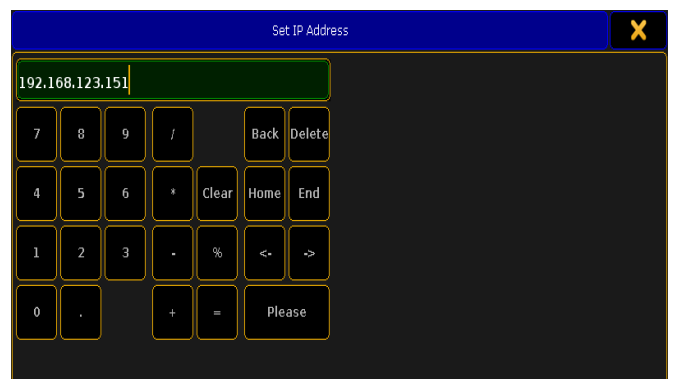 Set IP Address X
192.168.123.151
7 8 9 / Back Delete
4 5 6 * Clear Home End
1 2 3 - % <- ->
0 . + = Please